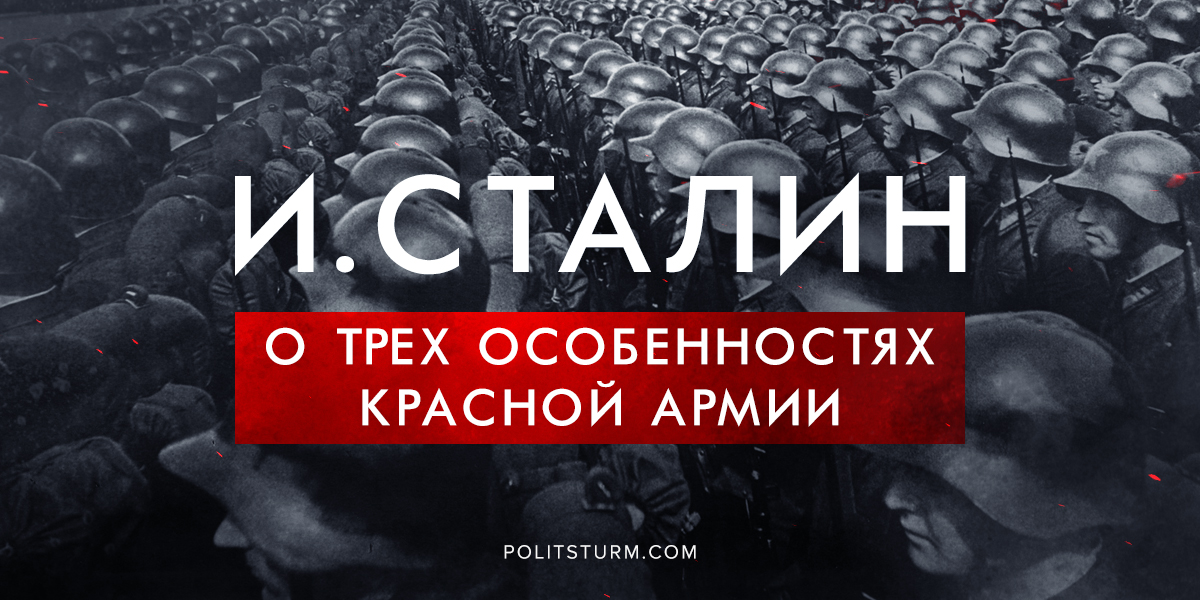 И.СТАЛИН
О ТРЕХ ОСОБЕННОСТЯХ
КРАСНОЙ АРМИИ
POLITSTURM.COM